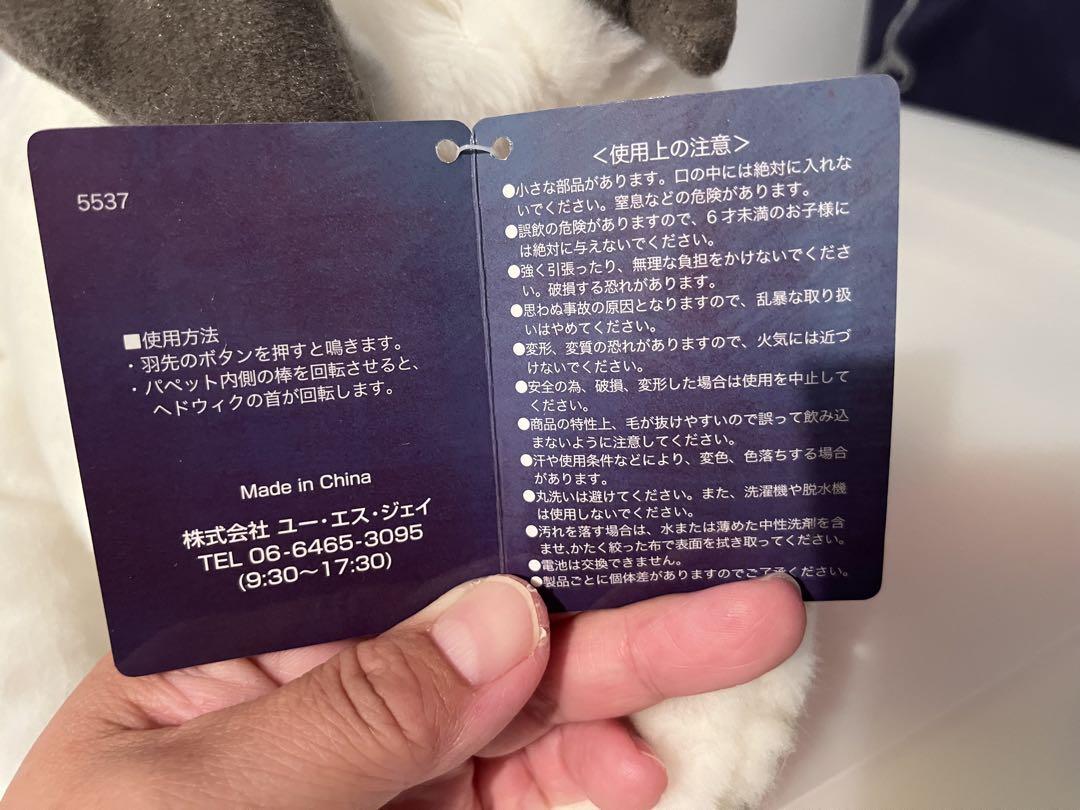 5537
■使用方法
・羽先のボタンを押すと鳴きます。
・パペット内側の棒を回転させると、
ヘドウィクの首が回転します。
Made in China
株式会社 ユー・エス・ジェイ
TEL 06-6465-3095
(9:30〜17:30)
＜使用上の注意＞
●小さな部品があります。口の中には絶対に入れな
いでください。窒息などの危険があります。
●誤飲の危険がありますので、6才未満のお子様に
は絶対に与えないでください。
●強く引張ったり、無理な負担をかけないでくださ
い。破損する恐れがあります。
●思わぬ事故の原因となりますので、乱暴な取り扱
いはやめてください。
●変形、変質の恐れがありますので、火気には近づ
けないでください。
●安全の為、破損、変形した場合は使用を中止して
ください。
●商品の特性上、毛が抜けやすいので誤って飲み込
まないように注意してください。
●汗や使用条件などにより、変色、色落ちする場合
があります。
●丸洗いは避けてください。また、洗濯機や脱水機
は使用しないでください。
●汚れを落す場合は、水または薄めた中性洗剤を含
ませ、かたく絞った布で表面を拭き取ってください。
●電池は交換できません。
●製品ごとに個体差がありますのでご了承ください。